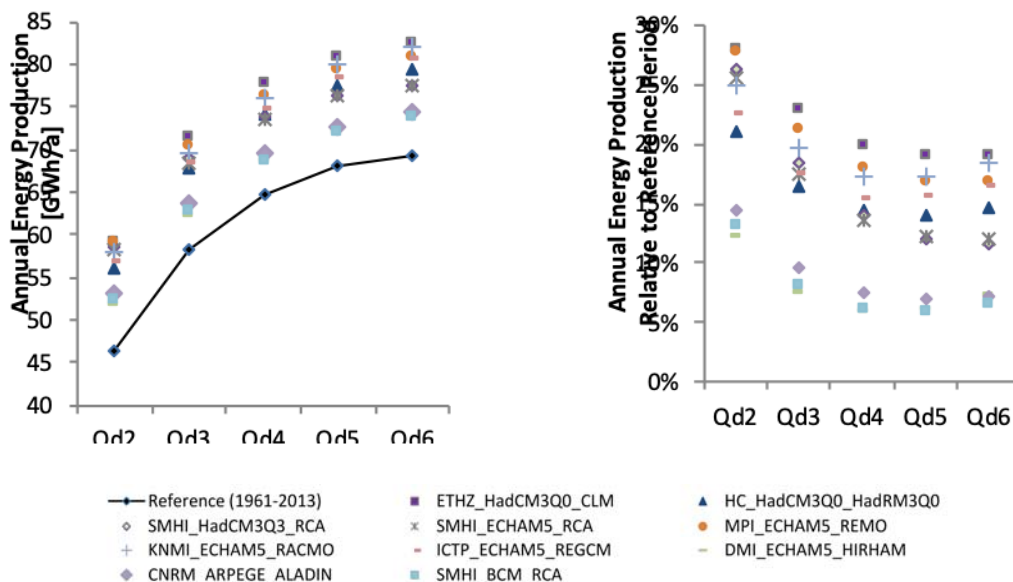 Annual Energy Production
[GWh/a]
85
80
75
70
65
60
55
50
45
40
Qd2 Qd3 Qd4 Qd5 Qd6
Annual Energy Production
Relative to Reference Period
30%
25%
20%
15%
10%
5%
0%
Qd2 Qd3 Qd4 Qd5 Qd6
Reference (1961-2013) ETHZ_HadCM3Q0_CLM HC_HadCM3Q0_HadRM3Q0
SMHI_HadCM3Q3_RCA SMHI_ECHAM5_RCA MPI_ECHAM5_REMO
KNMI_ECHAM5_RACMO ICTP_ECHAM5_REGCM DMI_ECHAM5_HIRHAM
CNRM_ARPEGE_ALADIN SMHI_BCM_RCA